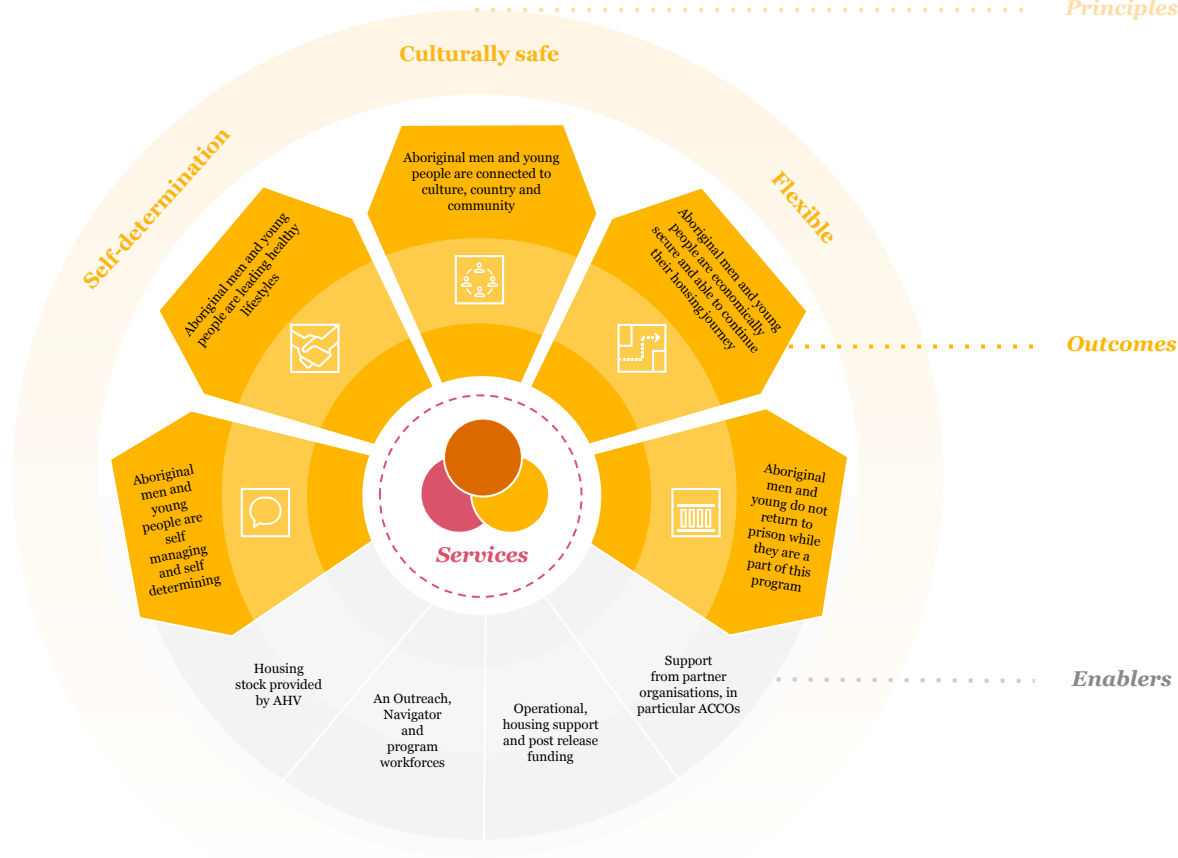 Principles
Culturally safe
Self-determination
Flexible
Aboriginal men and young
people are connected to
culture, country and
community
Aboriginal men and young
people are leading healthy
lifestyles
Aboriginal men and young
people are economically
secure and able to continue
their housing journey
Outcomes
Aboriginal
men and
young
people are
self
managing
and self
determining
Aboriginal
men and
young do not
return to
prison while
they are a
part of this
program
Services
Housing
stock provided
by AHV
An Outreach,
Navigator
and
program
workforces
Operational,
housing support
and post release
funding
Support
from partner
organisations, in
particular ACCOs
Enablers